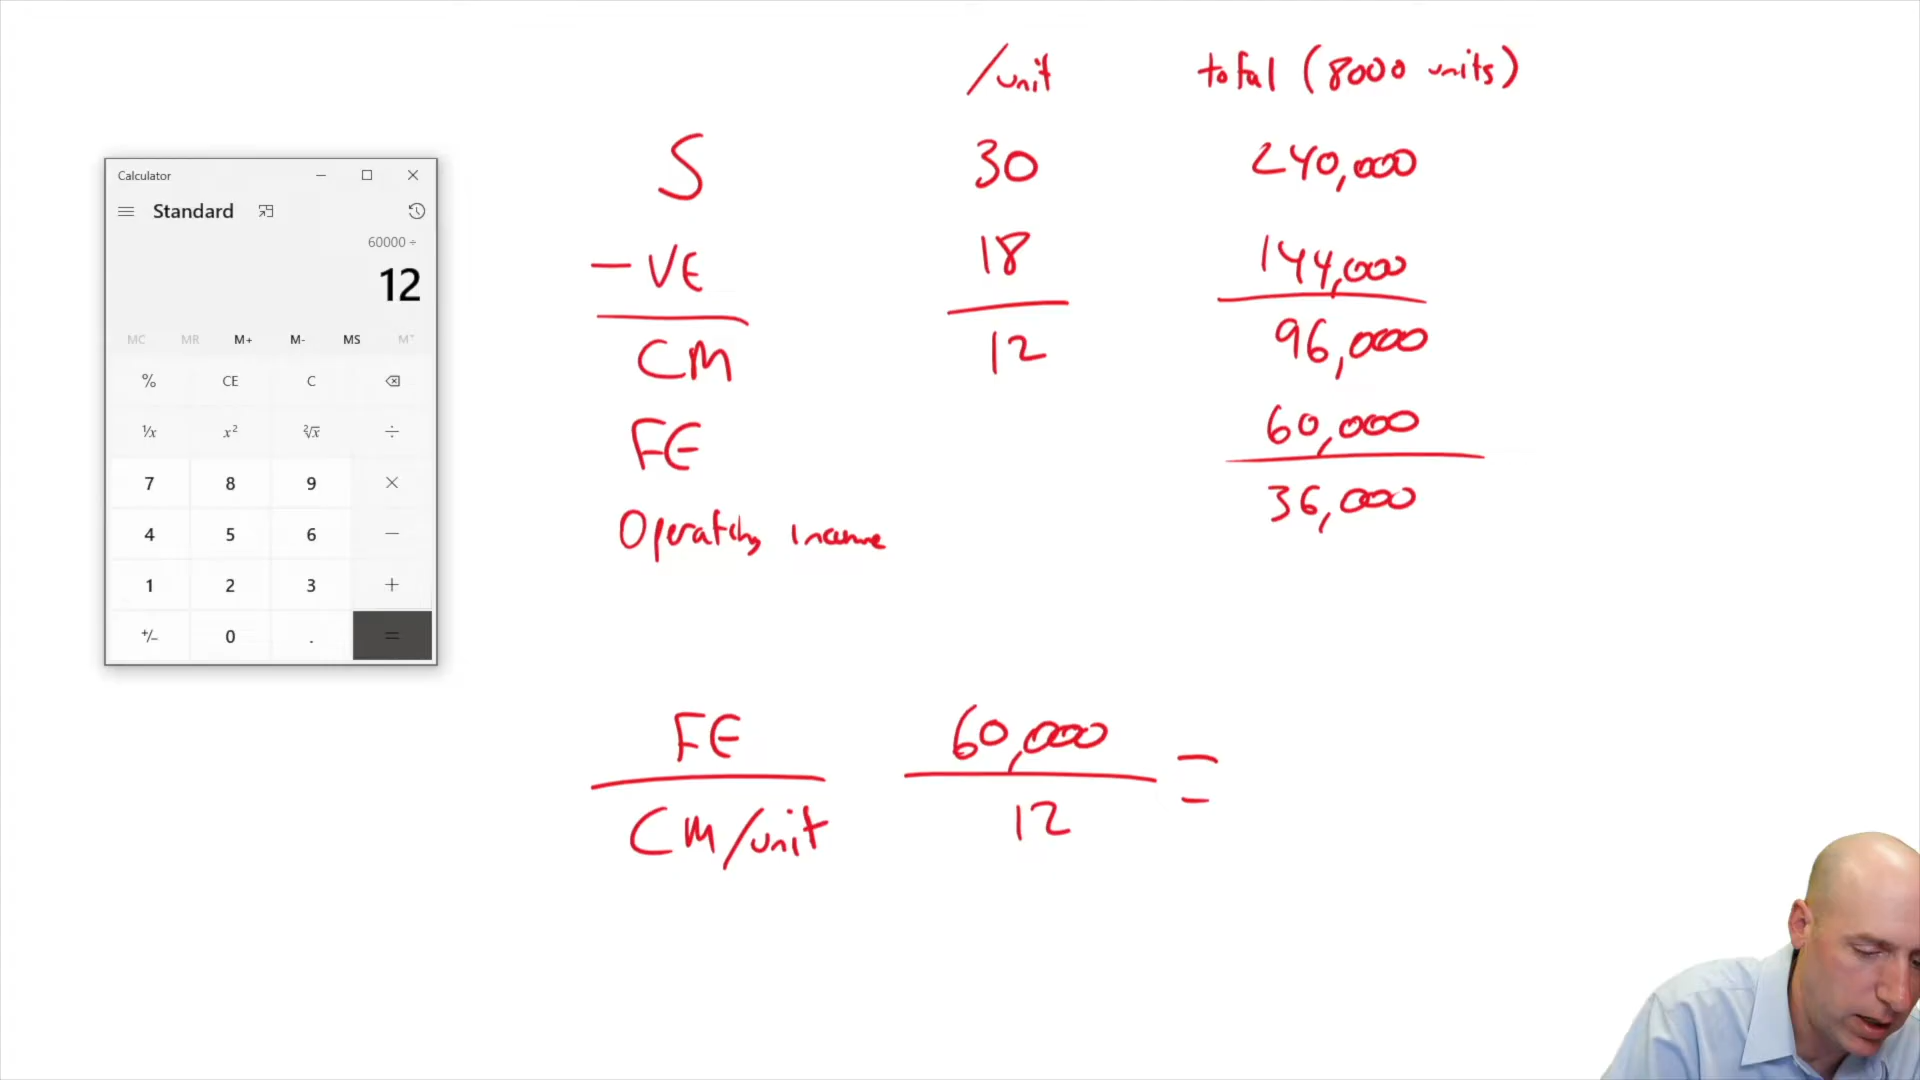 /unit total (8000 units)
S 30 240,000
- VE 18 144,000
CM 12 96,000
FE 60,000
Operating income 36,000
FE 60,000 =
CM/unit 12
Calculator
Standard
60000 ÷
12
MC MR M+ M- MS M˅
% CE C
¹/x x² ²√x ÷
7 8 9 ×
4 5 6 −
1 2 3 +
+/− 0 . =